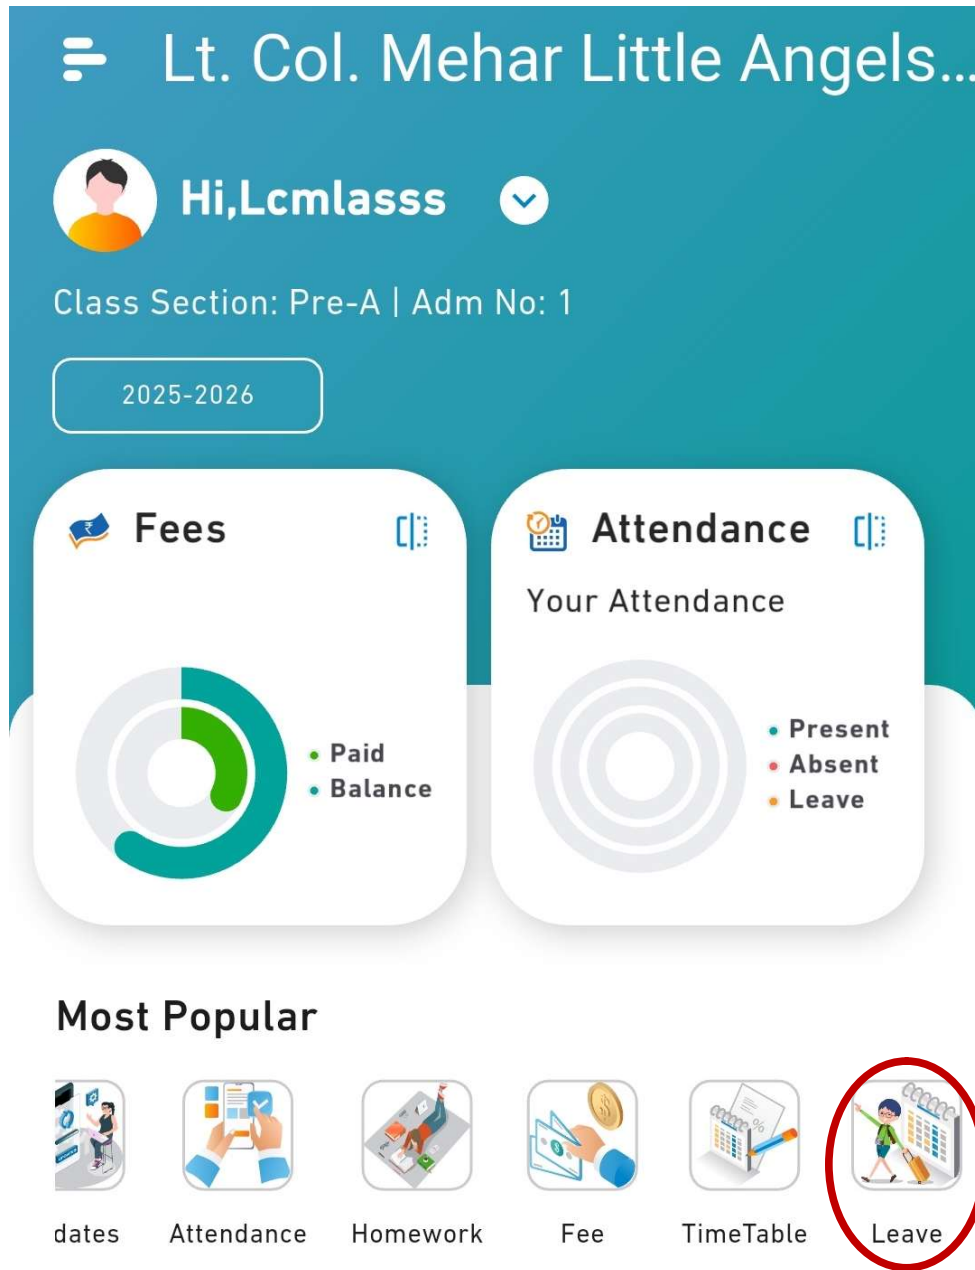 Lt. Col. Mehar Little Angels...
Hi,Lcmlasss
Class Section: Pre-A | Adm No: 1
2025-2026
Fees
Attendance
Your Attendance
Paid
Balance
Present
Absent
Leave
Most Popular
dates
Attendance
Homework
Fee
TimeTable
Leave